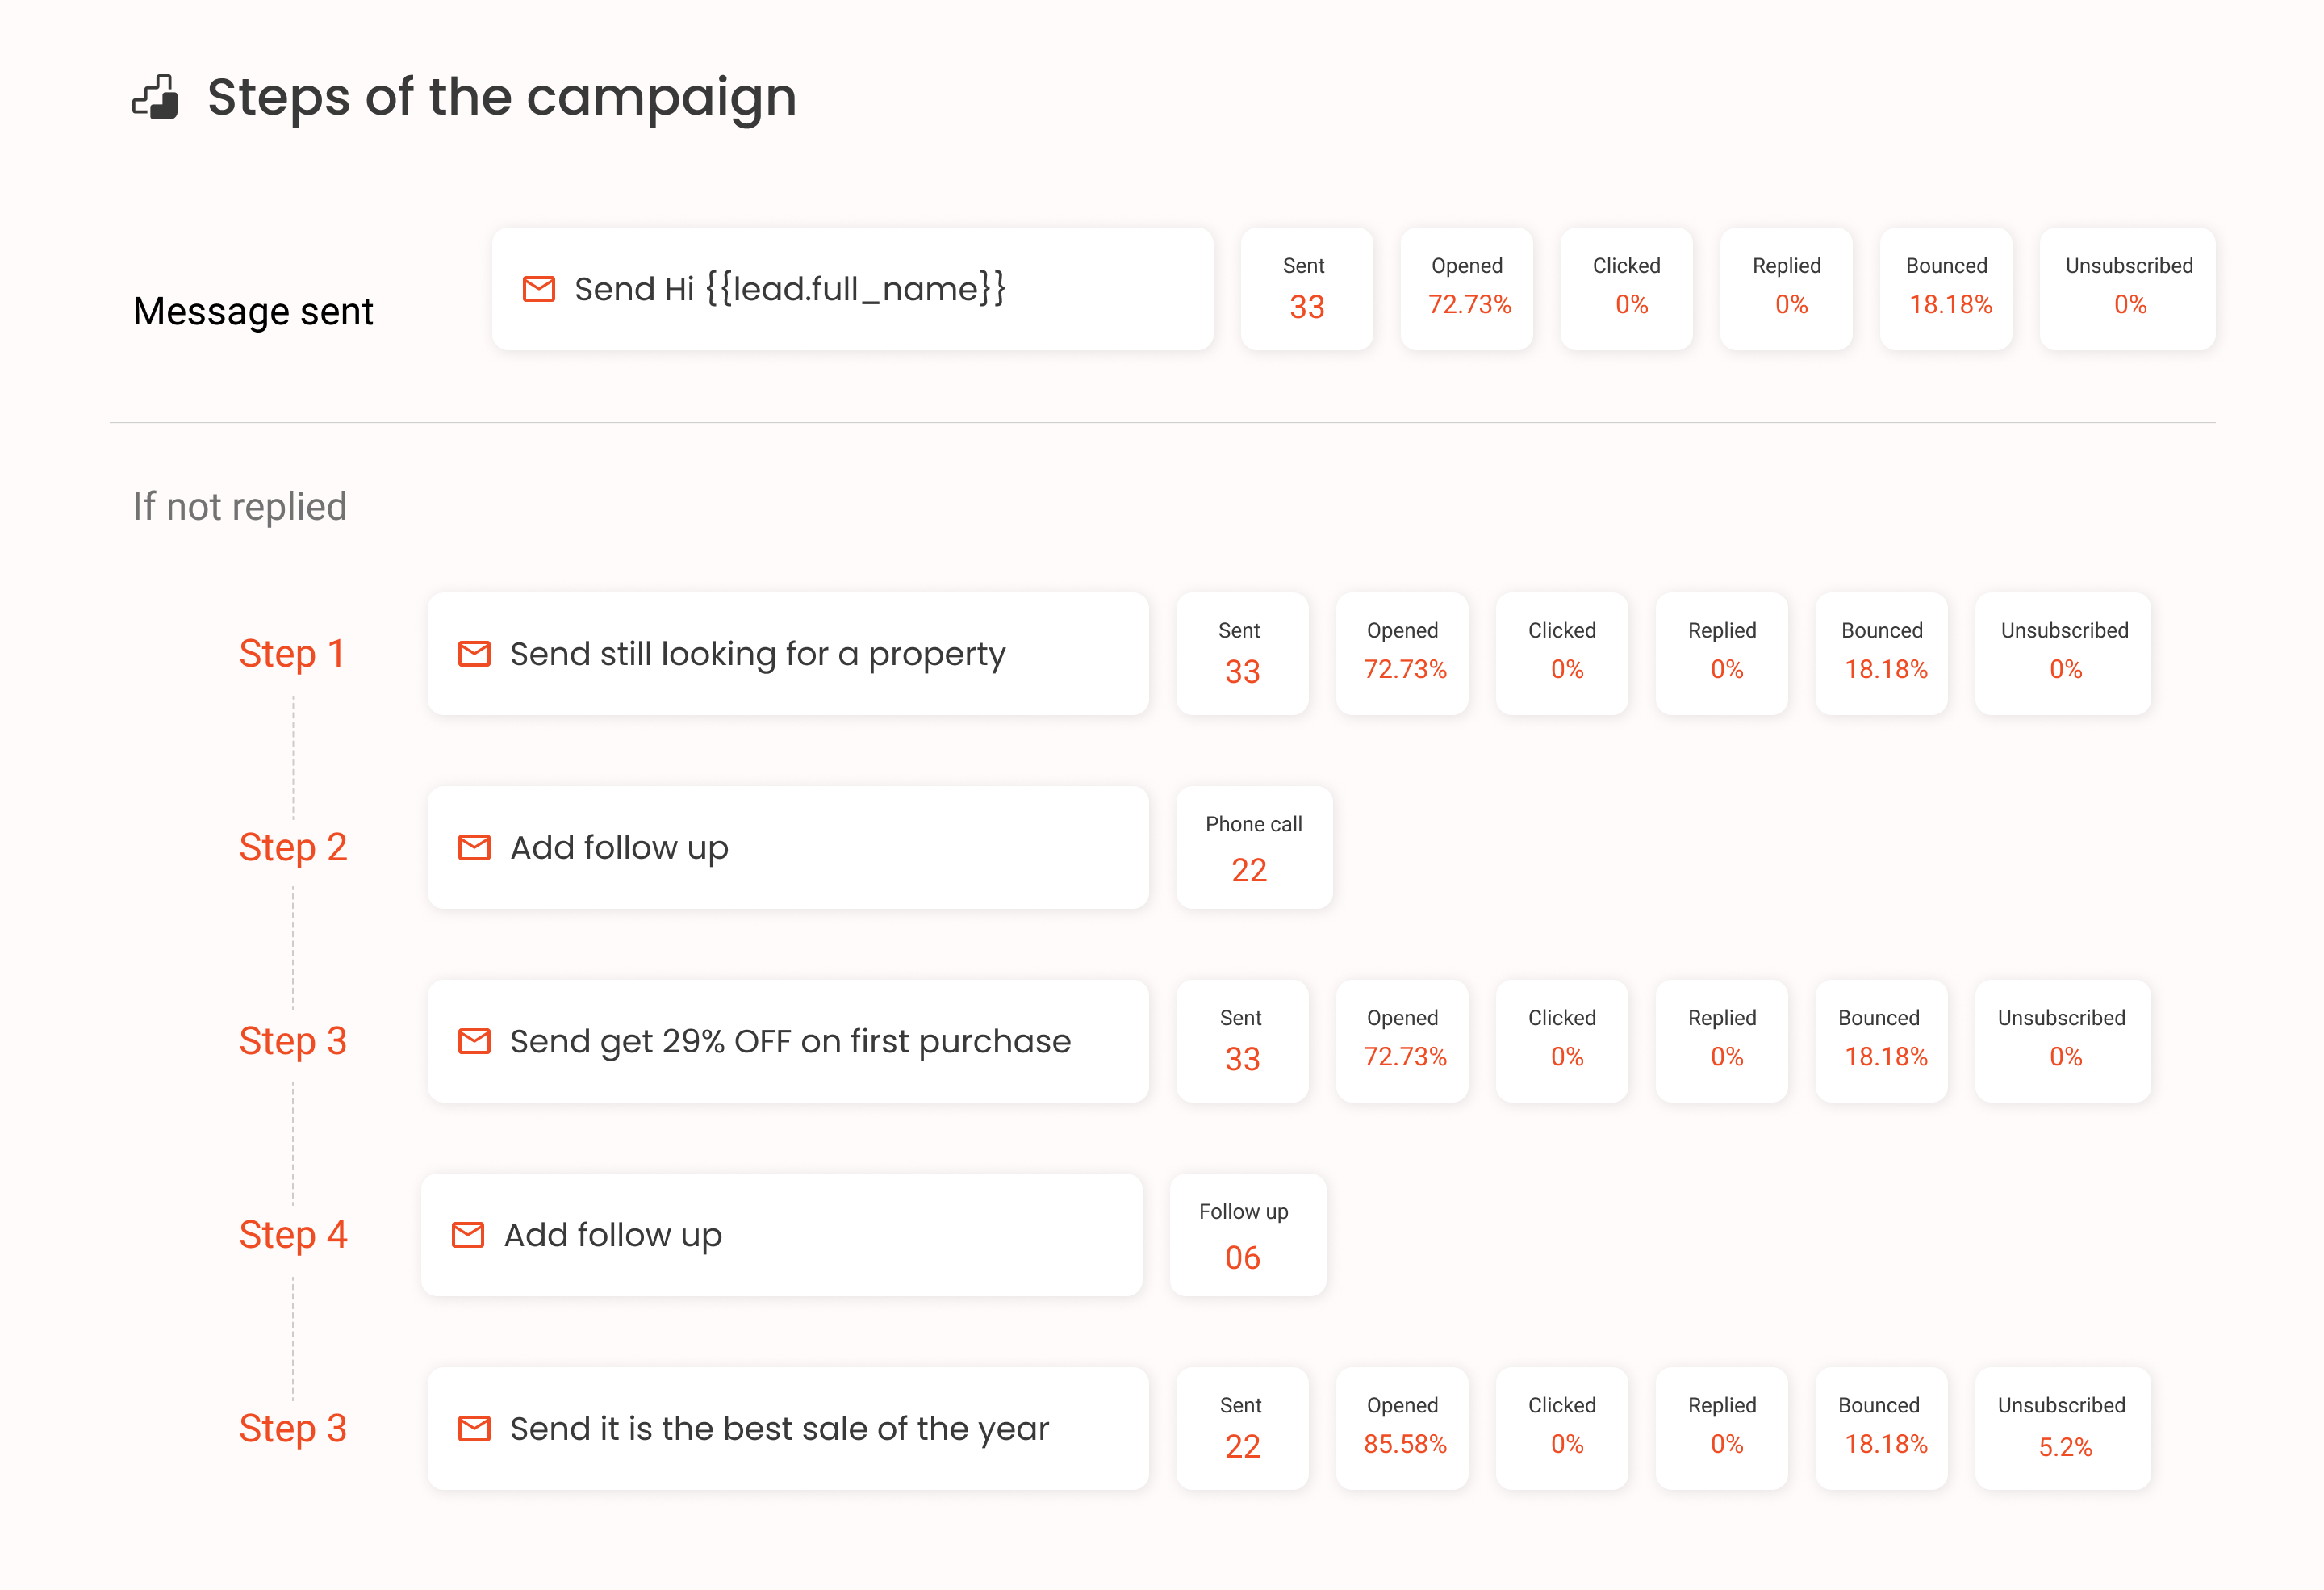 Steps of the campaign
Message sent
Send Hi {{lead.full_name}}
Sent
33
Opened
72.73%
Clicked
0%
Replied
0%
Bounced
18.18%
Unsubscribed
0%
If not replied
Step 1
Send still looking for a property
Sent
33
Opened
72.73%
Clicked
0%
Replied
0%
Bounced
18.18%
Unsubscribed
0%
Step 2
Add follow up
Phone call
22
Step 3
Send get 29% OFF on first purchase
Sent
33
Opened
72.73%
Clicked
0%
Replied
0%
Bounced
18.18%
Unsubscribed
0%
Step 4
Add follow up
Follow up
06
Step 3
Send it is the best sale of the year
Sent
22
Opened
85.58%
Clicked
0%
Replied
0%
Bounced
18.18%
Unsubscribed
5.2%